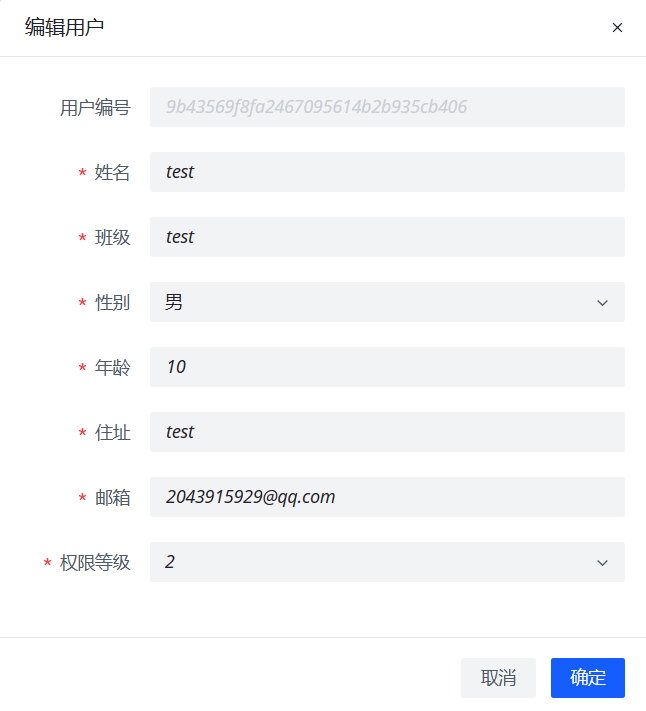 编辑用户
用户编号 9b43569f8fa2467095614b2b935cb406
* 姓名 test
* 班级 test
* 性别 男
* 年龄 10
* 住址 test
* 邮箱 2043915929@qq.com
* 权限等级 2
取消 确定